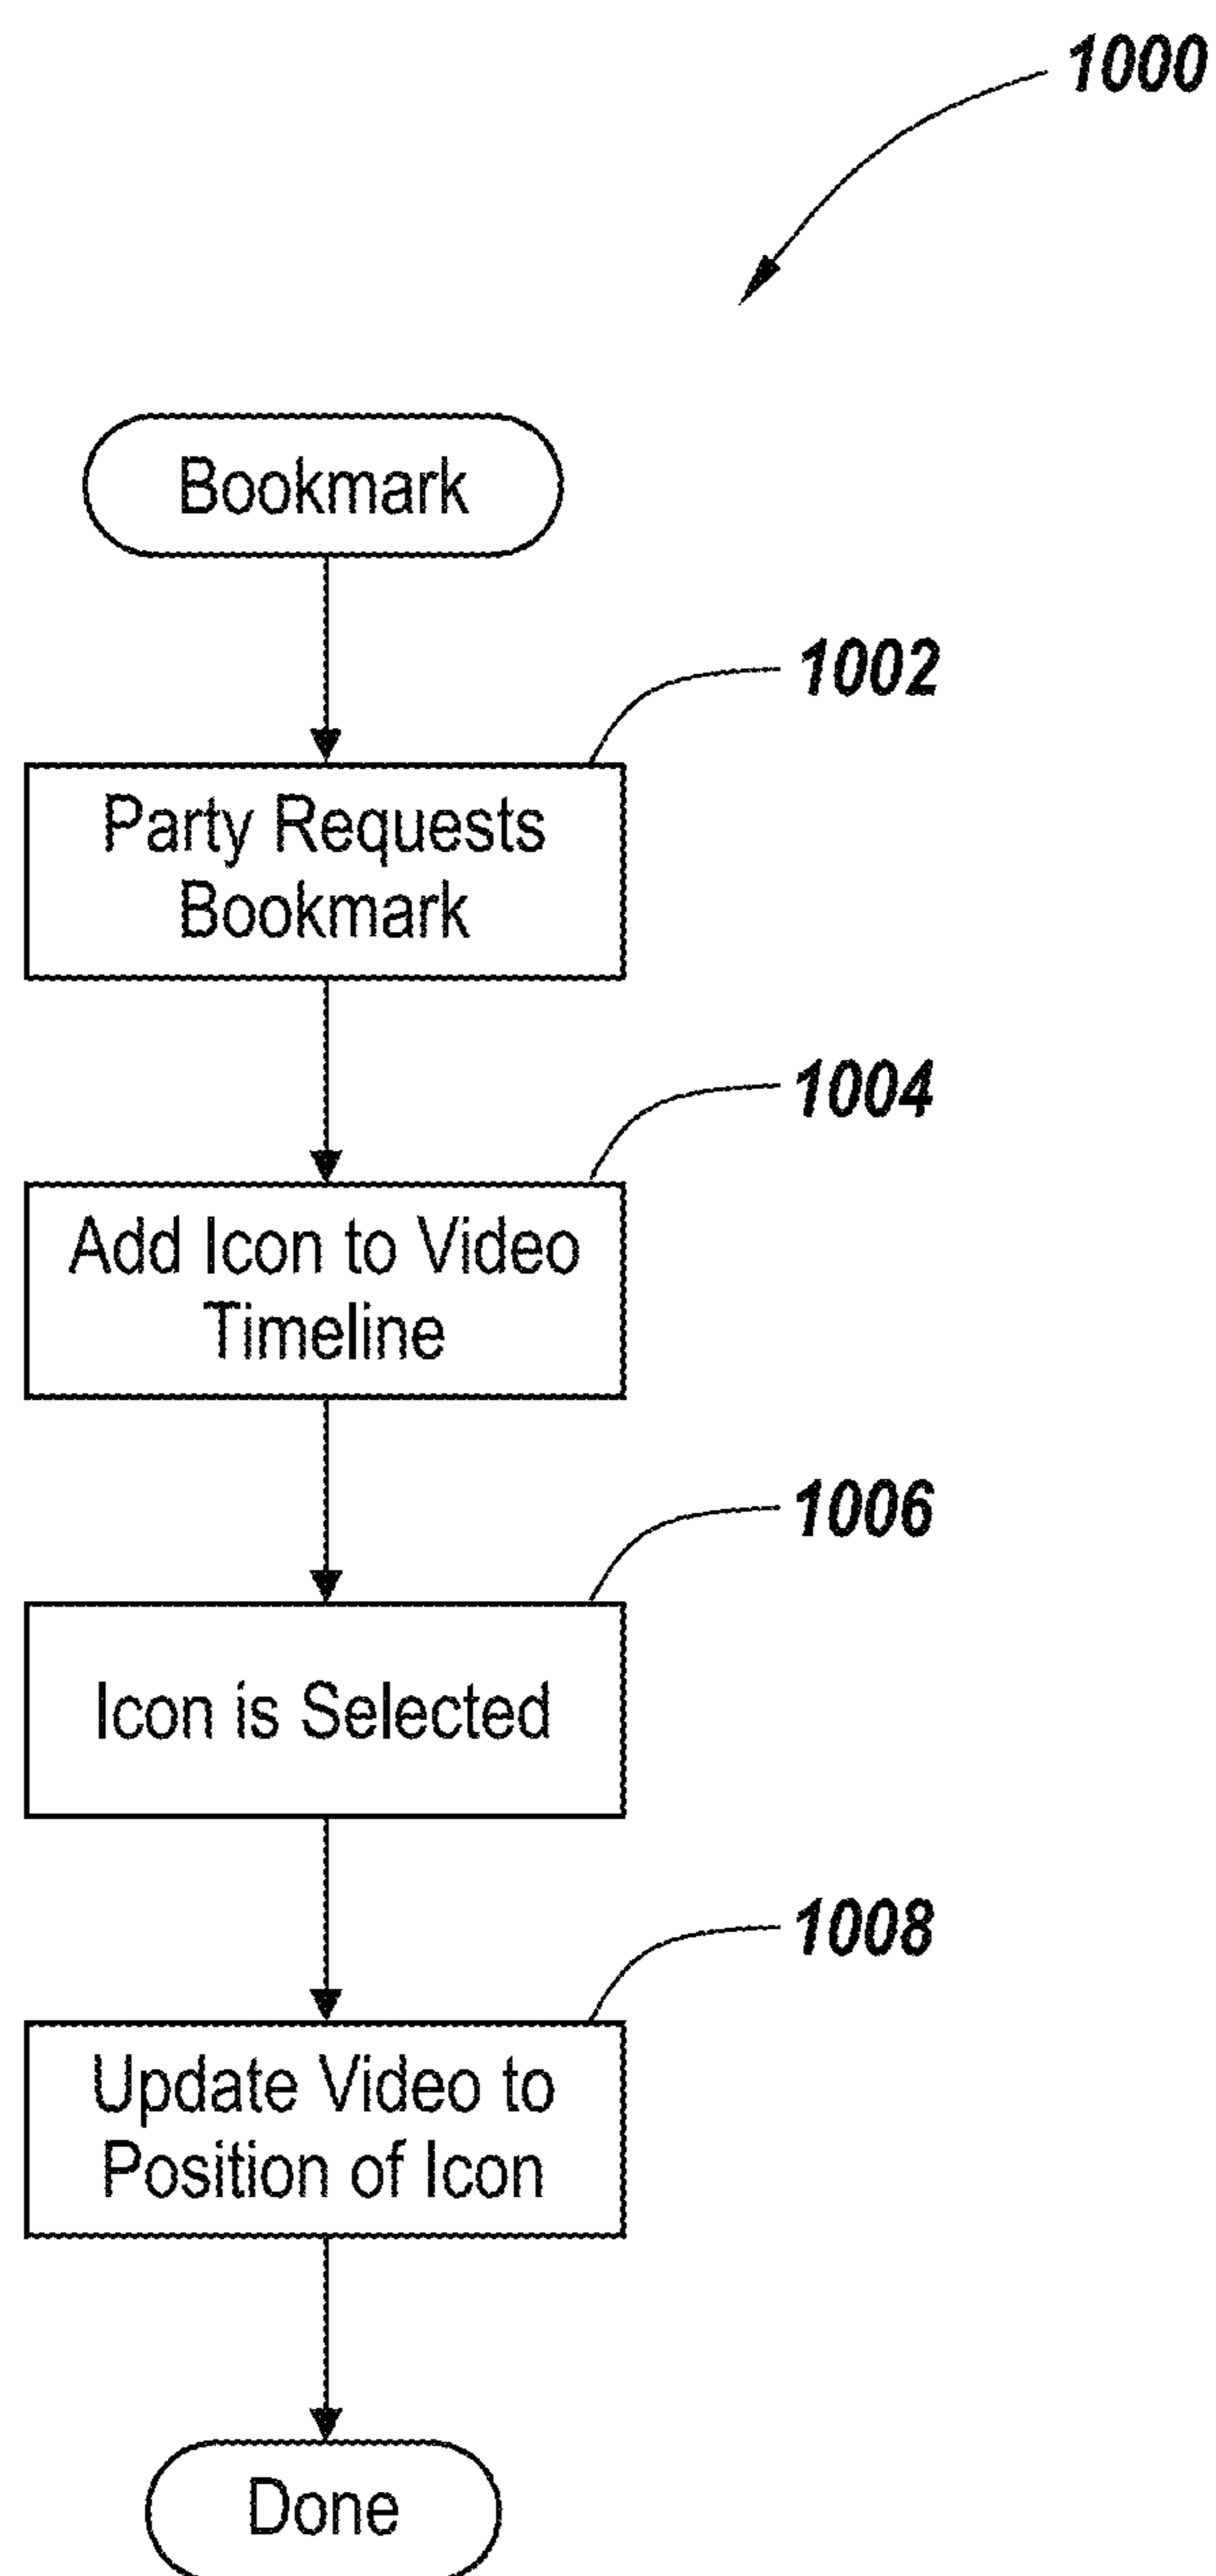 1000
Bookmark
1002
Party Requests
Bookmark
1004
Add Icon to Video
Timeline
1006
Icon is Selected
1008
Update Video to
Position of Icon
Done